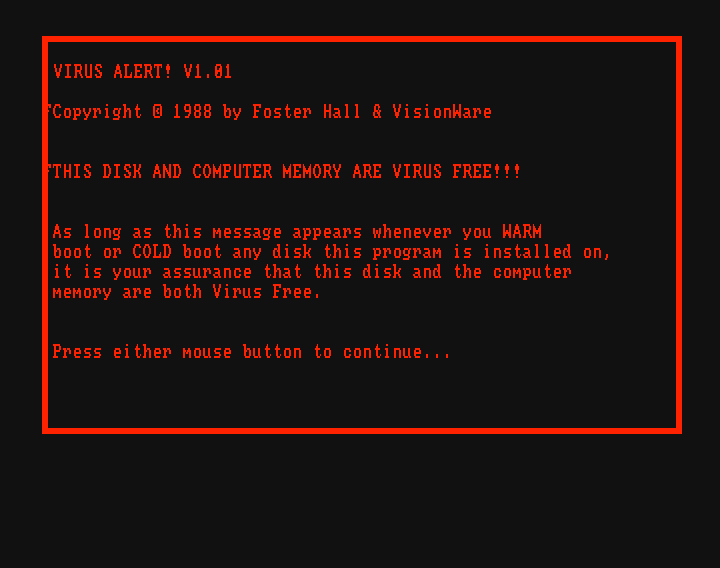 VIRUS ALERT! V1.01
Copyright @ 1988 by Foster Hall & VisionWare
THIS DISK AND COMPUTER MEMORY ARE VIRUS FREE!!!
As long as this message appears whenever you WARM
boot or COLD boot any disk this program is installed on,
it is your assurance that this disk and the computer
memory are both Virus Free.
Press either mouse button to continue...